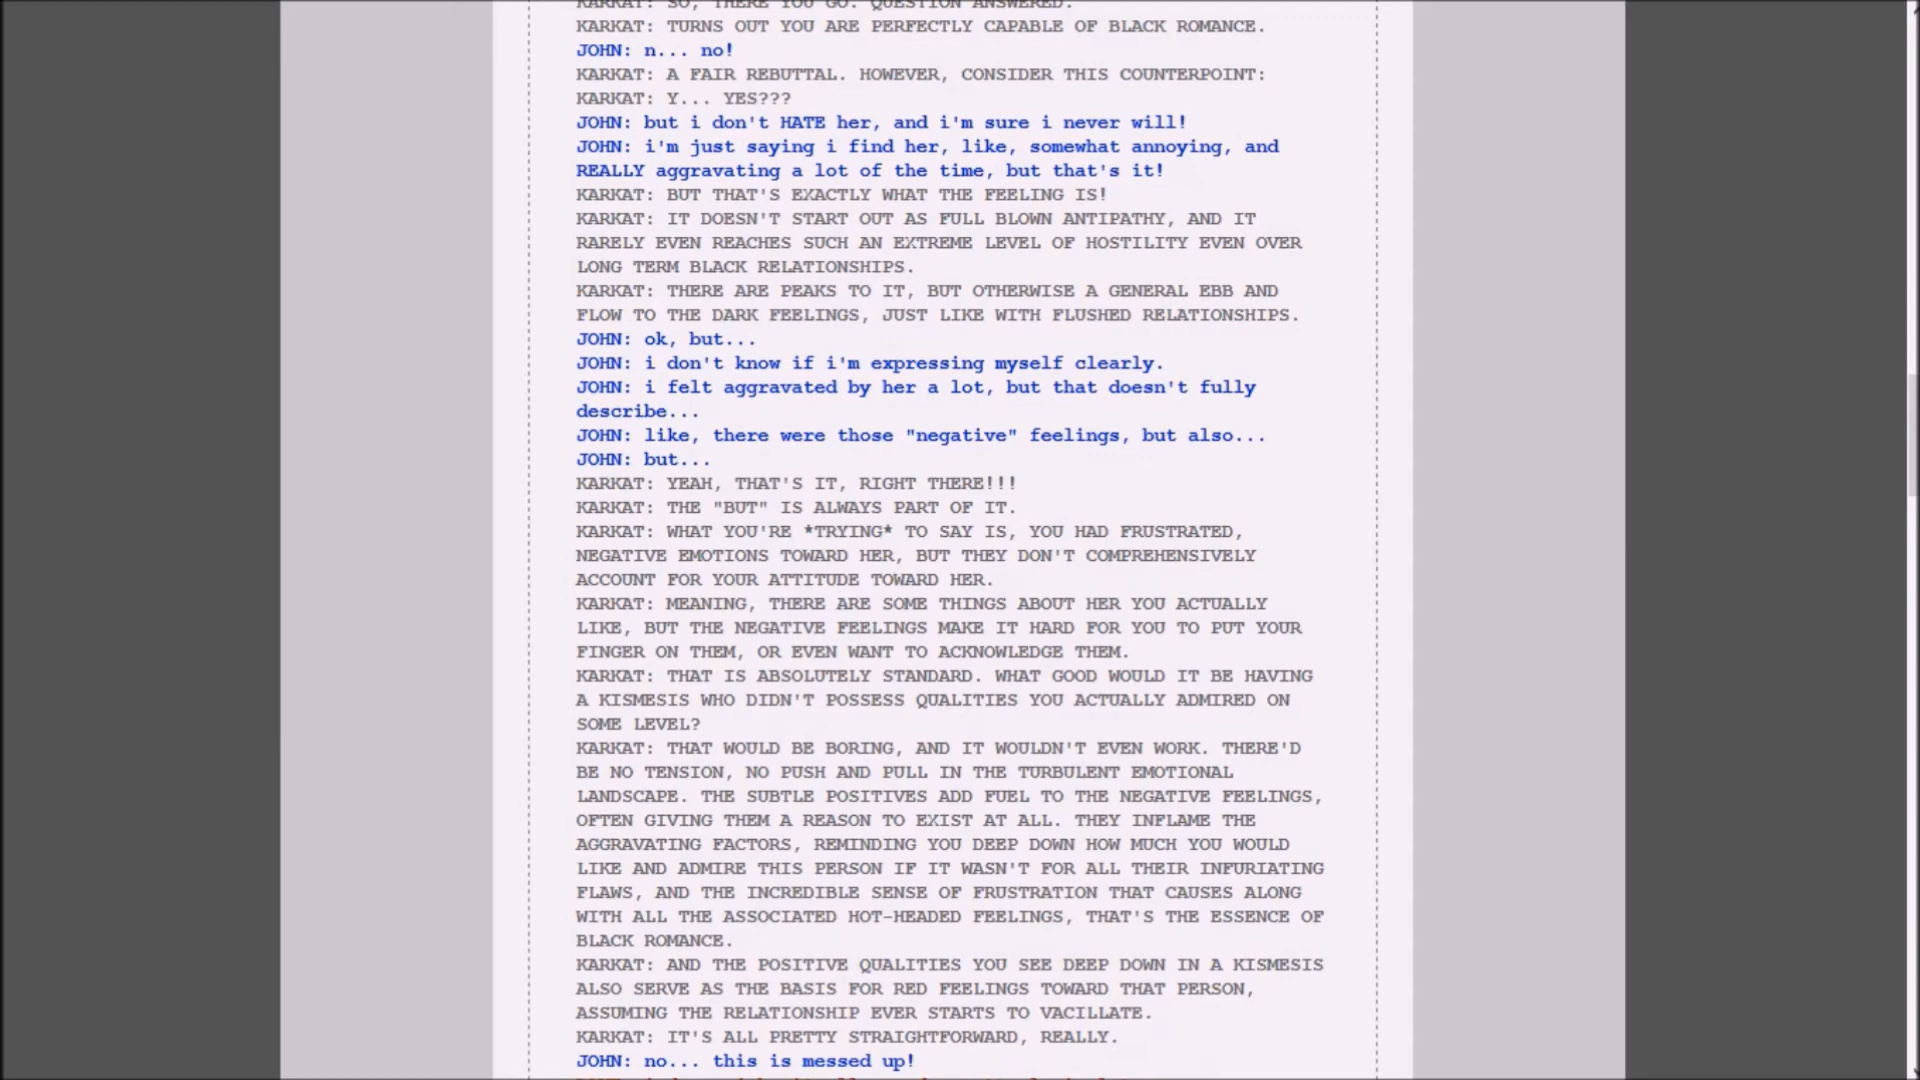 KARKAT: SO, THERE YOU GO. QUESTION ANSWERED.
KARKAT: TURNS OUT YOU ARE PERFECTLY CAPABLE OF BLACK ROMANCE.
JOHN: n... no!
KARKAT: A FAIR REBUTTAL. HOWEVER, CONSIDER THIS COUNTERPOINT:
KARKAT: Y... YES???
JOHN: but i don't HATE her, and i'm sure i never will!
JOHN: i'm just saying i find her, like, somewhat annoying, and
REALLY aggravating a lot of the time, but that's it!
KARKAT: BUT THAT'S EXACTLY WHAT THE FEELING IS!
KARKAT: IT DOESN'T START OUT AS FULL BLOWN ANTIPATHY, AND IT
RARELY EVEN REACHES SUCH AN EXTREME LEVEL OF HOSTILITY EVEN OVER
LONG TERM BLACK RELATIONSHIPS.
KARKAT: THERE ARE PEAKS TO IT, BUT OTHERWISE A GENERAL EBB AND
FLOW TO THE DARK FEELINGS, JUST LIKE WITH FLUSHED RELATIONSHIPS.
JOHN: ok, but...
JOHN: i don't know if i'm expressing myself clearly.
JOHN: i felt aggravated by her a lot, but that doesn't fully
describe...
JOHN: like, there were those "negative" feelings, but also...
JOHN: but...
KARKAT: YEAH, THAT'S IT, RIGHT THERE!!!
KARKAT: THE "BUT" IS ALWAYS PART OF IT.
KARKAT: WHAT YOU'RE *TRYING* TO SAY IS, YOU HAD FRUSTRATED,
NEGATIVE EMOTIONS TOWARD HER, BUT THEY DON'T COMPREHENSIVELY
ACCOUNT FOR YOUR ATTITUDE TOWARD HER.
KARKAT: MEANING, THERE ARE SOME THINGS ABOUT HER YOU ACTUALLY
LIKE, BUT THE NEGATIVE FEELINGS MAKE IT HARD FOR YOU TO PUT YOUR
FINGER ON THEM, OR EVEN WANT TO ACKNOWLEDGE THEM.
KARKAT: THAT IS ABSOLUTELY STANDARD. WHAT GOOD WOULD IT BE HAVING
A KISMESIS WHO DIDN'T POSSESS QUALITIES YOU ACTUALLY ADMIRED ON
SOME LEVEL?
KARKAT: THAT WOULD BE BORING, AND IT WOULDN'T EVEN WORK. THERE'D
BE NO TENSION, NO PUSH AND PULL IN THE TURBULENT EMOTIONAL
LANDSCAPE. THE SUBTLE POSITIVES ADD FUEL TO THE NEGATIVE FEELINGS,
OFTEN GIVING THEM A REASON TO EXIST AT ALL. THEY INFLAME THE
AGGRAVATING FACTORS, REMINDING YOU DEEP DOWN HOW MUCH YOU WOULD
LIKE AND ADMIRE THIS PERSON IF IT WASN'T FOR ALL THEIR INFURIATING
FLAWS, AND THE INCREDIBLE SENSE OF FRUSTRATION THAT CAUSES ALONG
WITH ALL THE ASSOCIATED HOT-HEADED FEELINGS, THAT'S THE ESSENCE OF
BLACK ROMANCE.
KARKAT: AND THE POSITIVE QUALITIES YOU SEE DEEP DOWN IN A KISMESIS
ALSO SERVE AS THE BASIS FOR RED FEELINGS TOWARD THAT PERSON,
ASSUMING THE RELATIONSHIP EVER STARTS TO VACILLATE.
KARKAT: IT'S ALL PRETTY STRAIGHTFORWARD, REALLY.
JOHN: no... this is messed up!